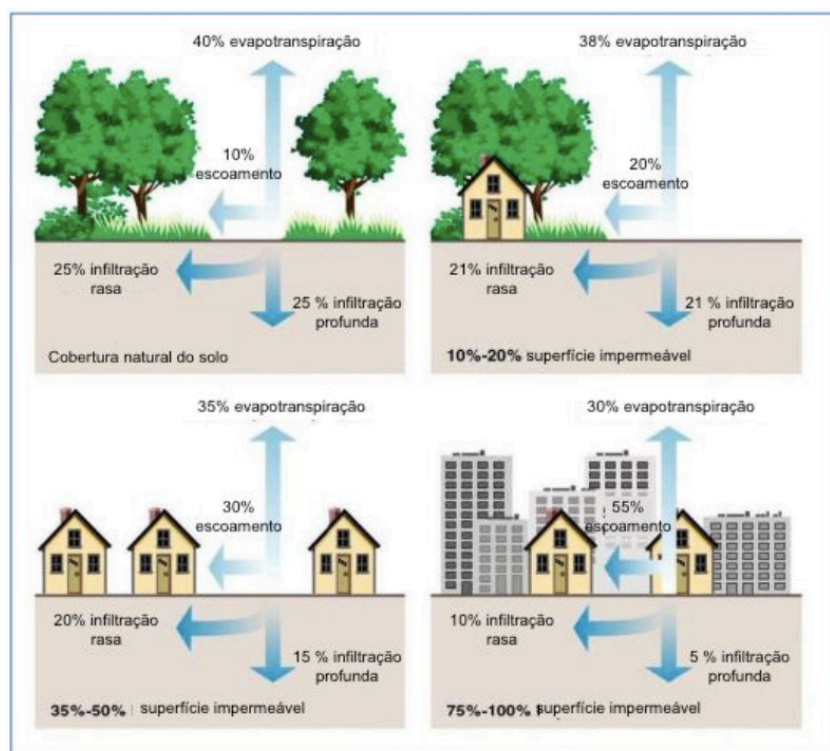 40% evapotranspiração
10%
escoamento
25% infiltração
rasa
25 % infiltração
profunda
Cobertura natural do solo
38% evapotranspiração
20%
escoamento
21% infiltração
rasa
21 % infiltração
profunda
10%-20% superfície impermeável
35% evapotranspiração
30%
escoamento
20% infiltração
rasa
15 % infiltração
profunda
35%-50% superfície impermeável
30% evapotranspiração
55%
escoamento
10% infiltração
rasa
5 % infiltração
profunda
75%-100% superfície impermeável